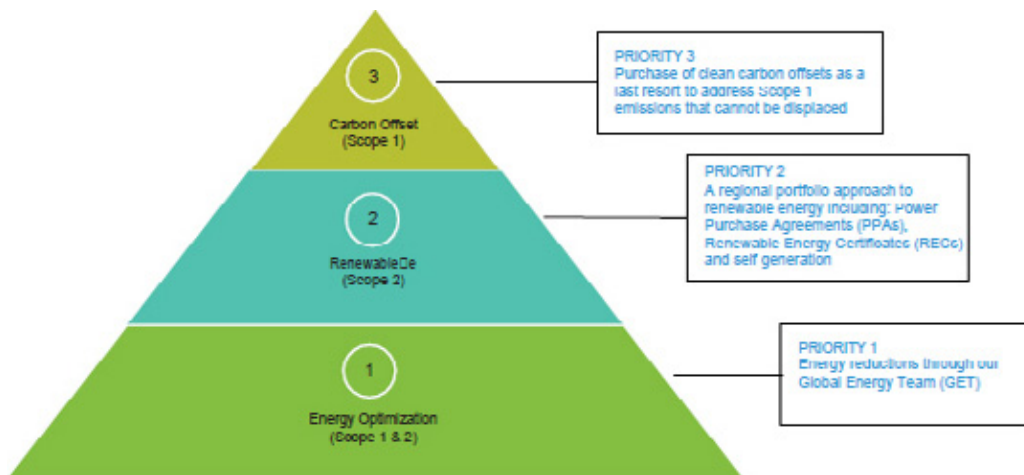 3
Carbon Offset
(Scope 1)
PRIORITY 3
Purchase of clean carbon offsets as a
last resort to address Scope 1
emissions that cannot be displaced
2
Renewable□e
(Scope 2)
PRIORITY 2
A regional portfolio approach to
renewable energy including: Power
Purchase Agreements (PPAs),
Renewable Energy Certificates (RECs)
and self generation
1
Energy Optimization
(Scope 1 & 2)
PRIORITY 1
Energy reductions through our
Global Energy Team (GET)